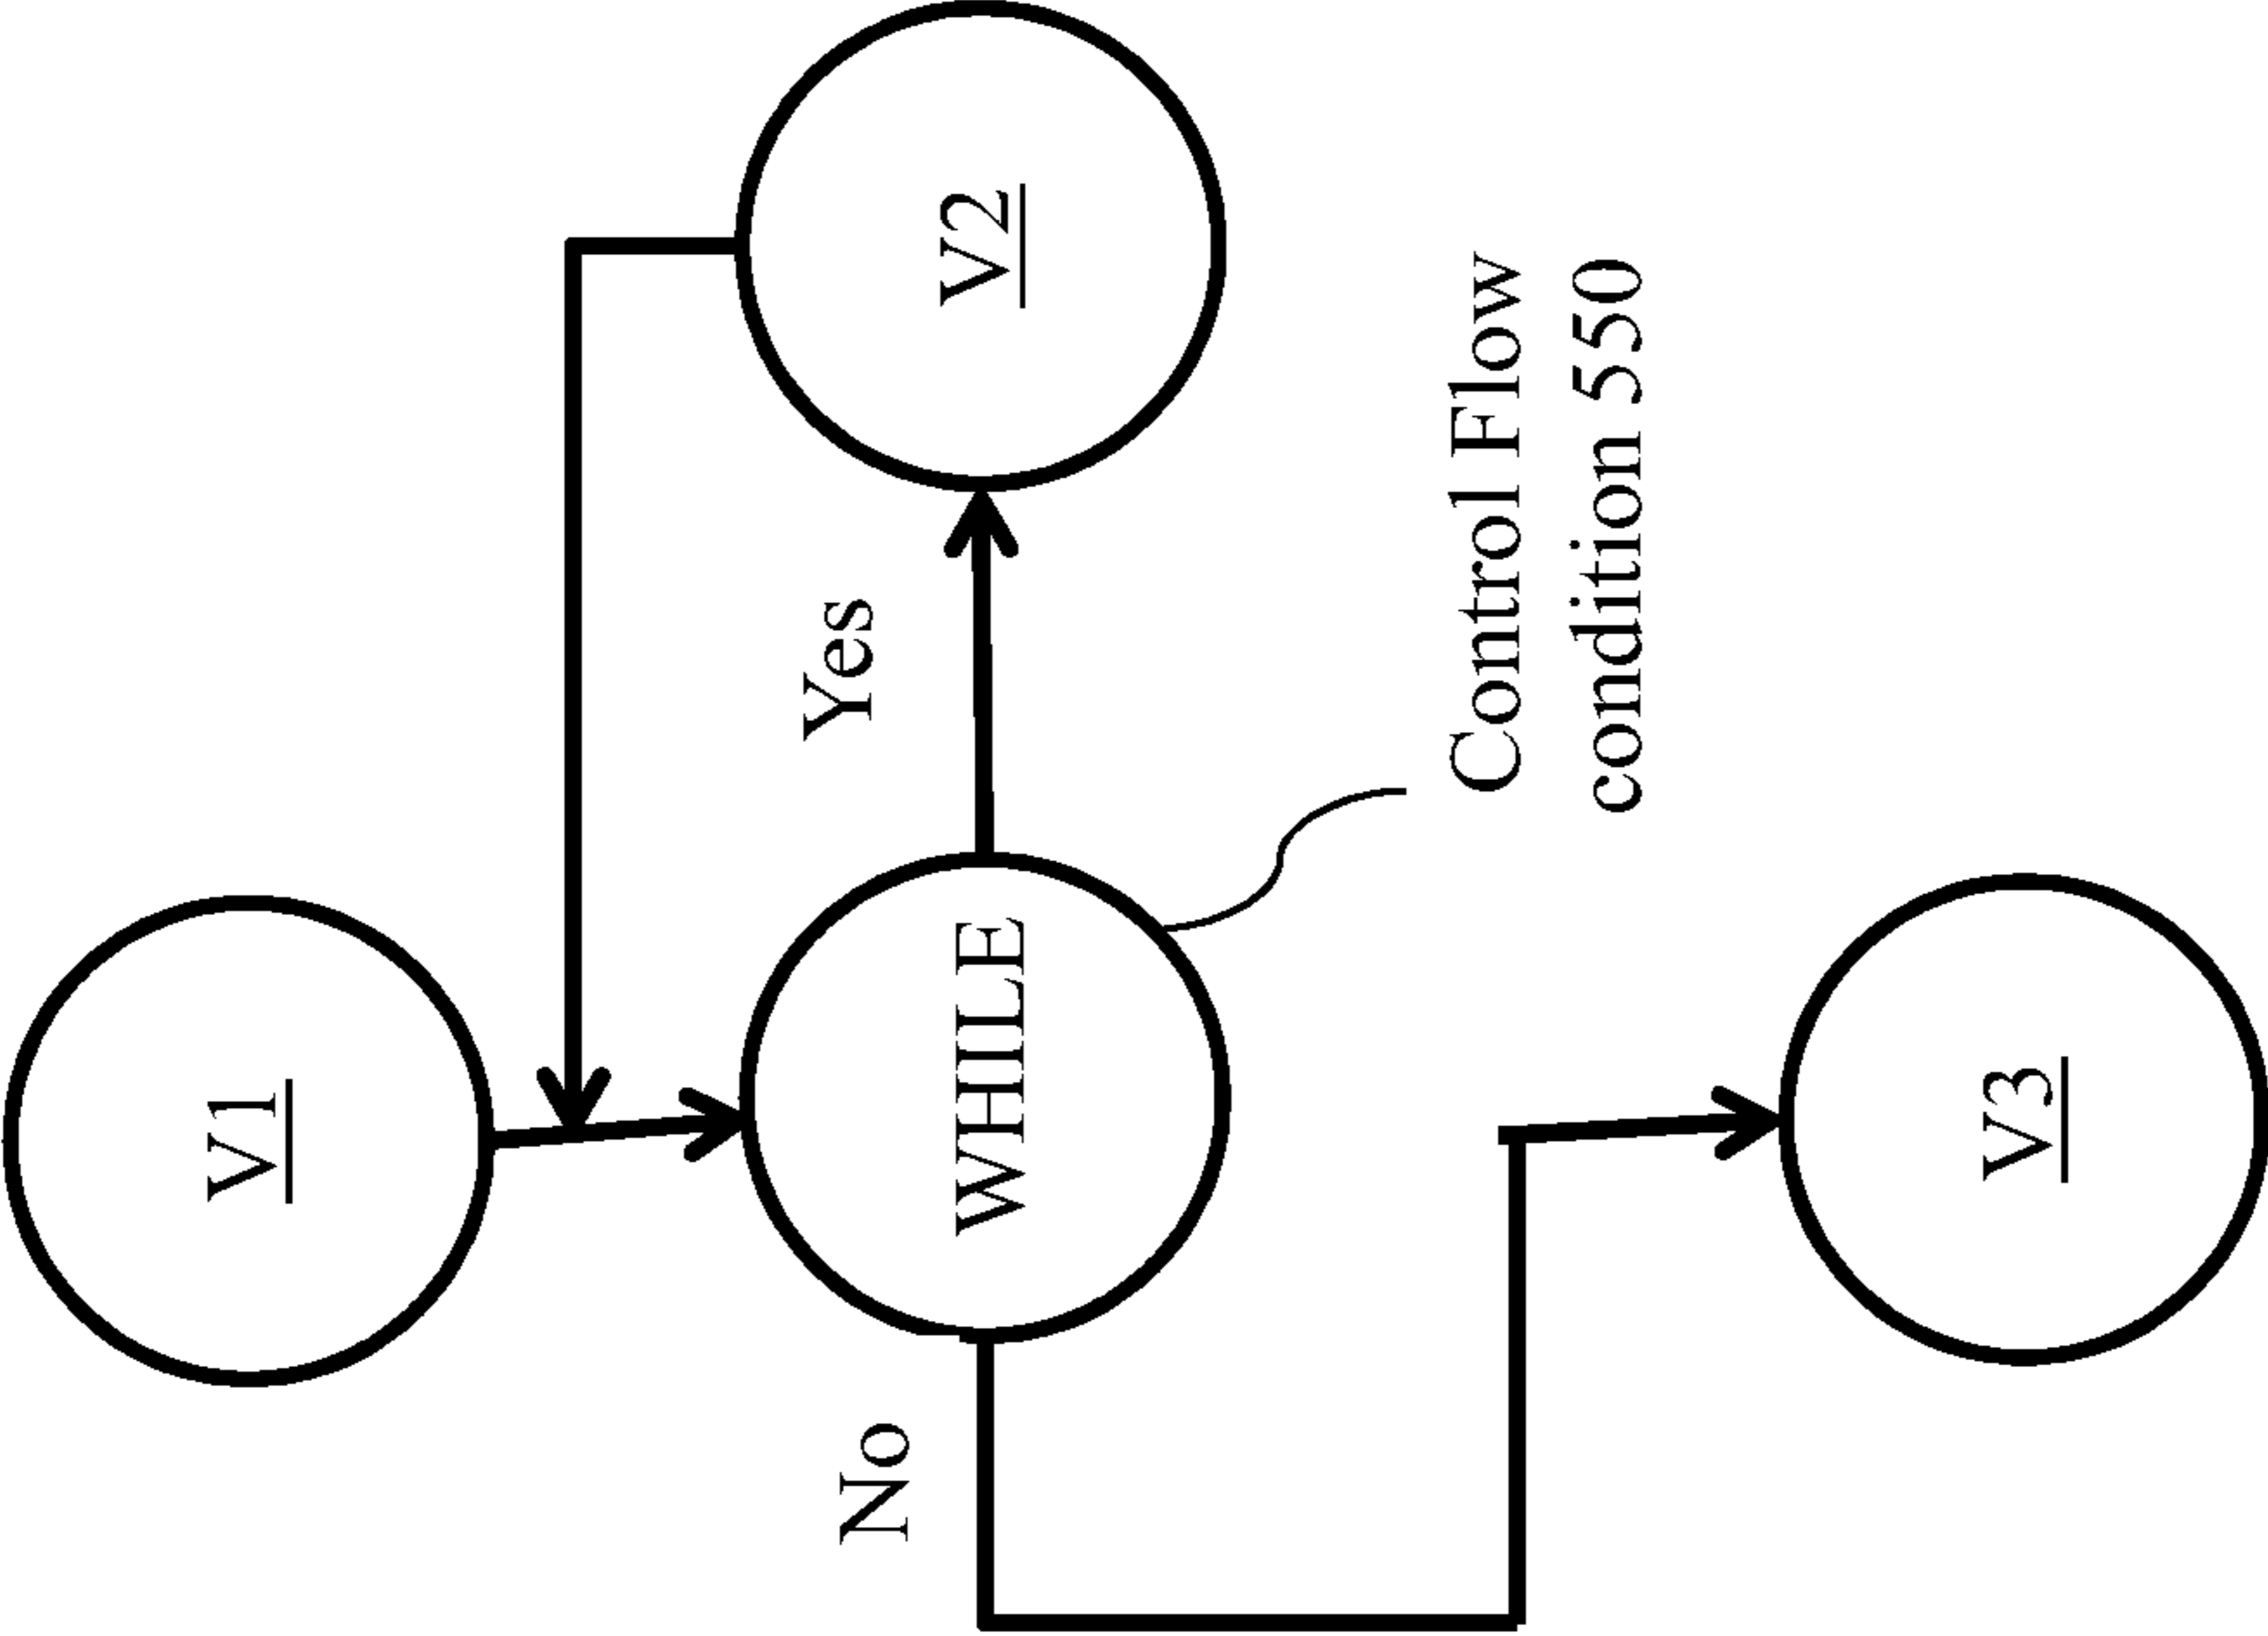 V1
Yes
V2
WHILE
No
Control Flow
condition 550
V3